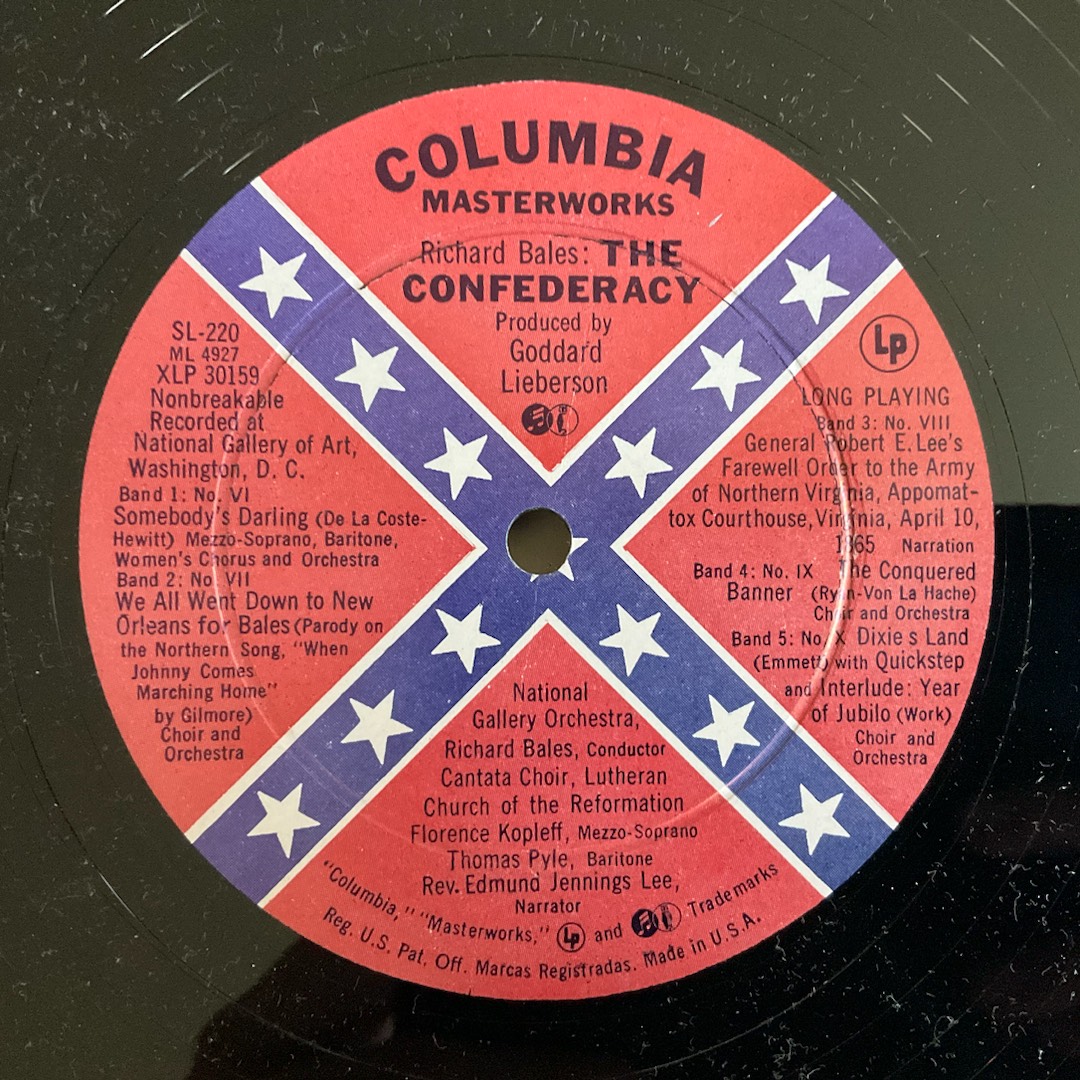 COLUMBIA
MASTERWORKS
Richard Bales: THE
CONFEDERACY
Produced by
Goddard
Lieberson
SL-220
ML 4927
XLP 30159
Nonbreakable
Recorded at
National Gallery of Art,
Washington, D. C.
Band 1: No. VI
Somebody's Darling (De La Coste-
Hewitt) Mezzo-Soprano, Baritone,
Women's Chorus and Orchestra
Band 2: No. VII
We All Went Down to New
Orleans for Bales (Parody on
the Northern Song, "When
Johnny Comes
Marching Home"
by Gilmore)
Choir and
Orchestra
Lp
LONG PLAYING
Band 3: No. VIII
General Robert E. Lee's
Farewell Order to the Army
of Northern Virginia, Appomat-
tox Courthouse, Virginia, April 10,
1865 Narration
Band 4: No. IX The Conquered
Banner (Ryan-Von La Hache)
Choir and Orchestra
Band 5: No. X Dixie s Land
(Emmett) with Quickstep
and Interlude: Year
of Jubilo (Work)
Choir and
Orchestra
National
Gallery Orchestra,
Richard Bales, Conductor
Cantata Choir, Lutheran
Church of the Reformation
Florence Kopleff, Mezzo-Soprano
Thomas Pyle, Baritone
Rev. Edmund Jennings Lee,
Narrator
"Columbia," "Masterworks," Lp and Trade marks
Reg. U.S. Pat. Off. Marcas Registradas. Made in U.S.A.